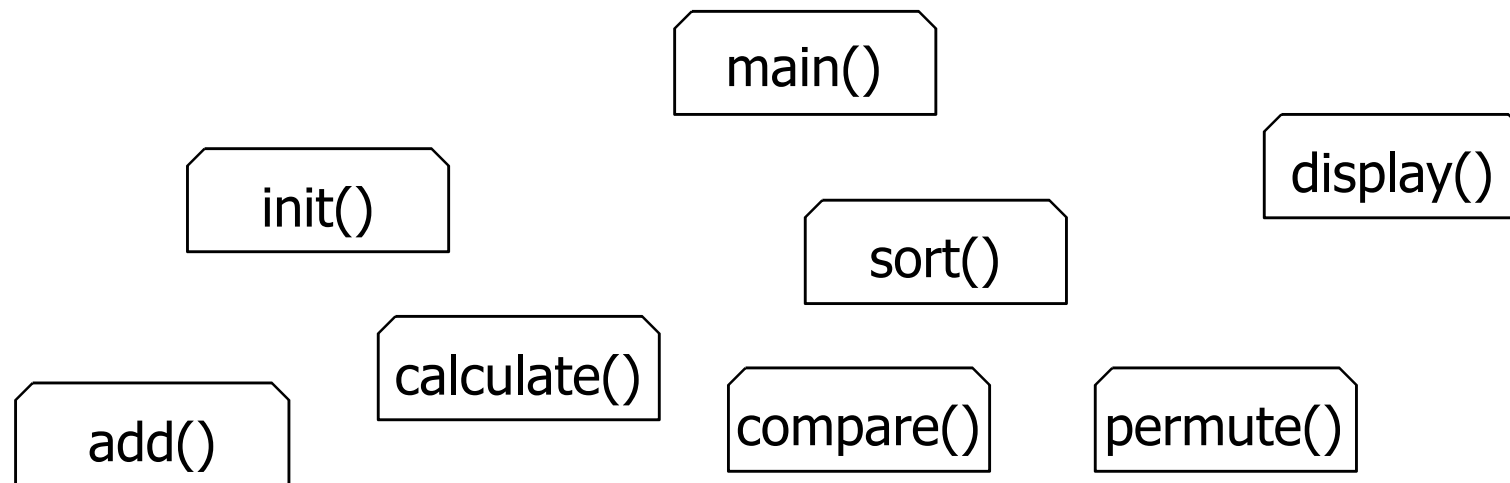 main()
display()
init()
sort()
calculate()
compare()
permute()
add()